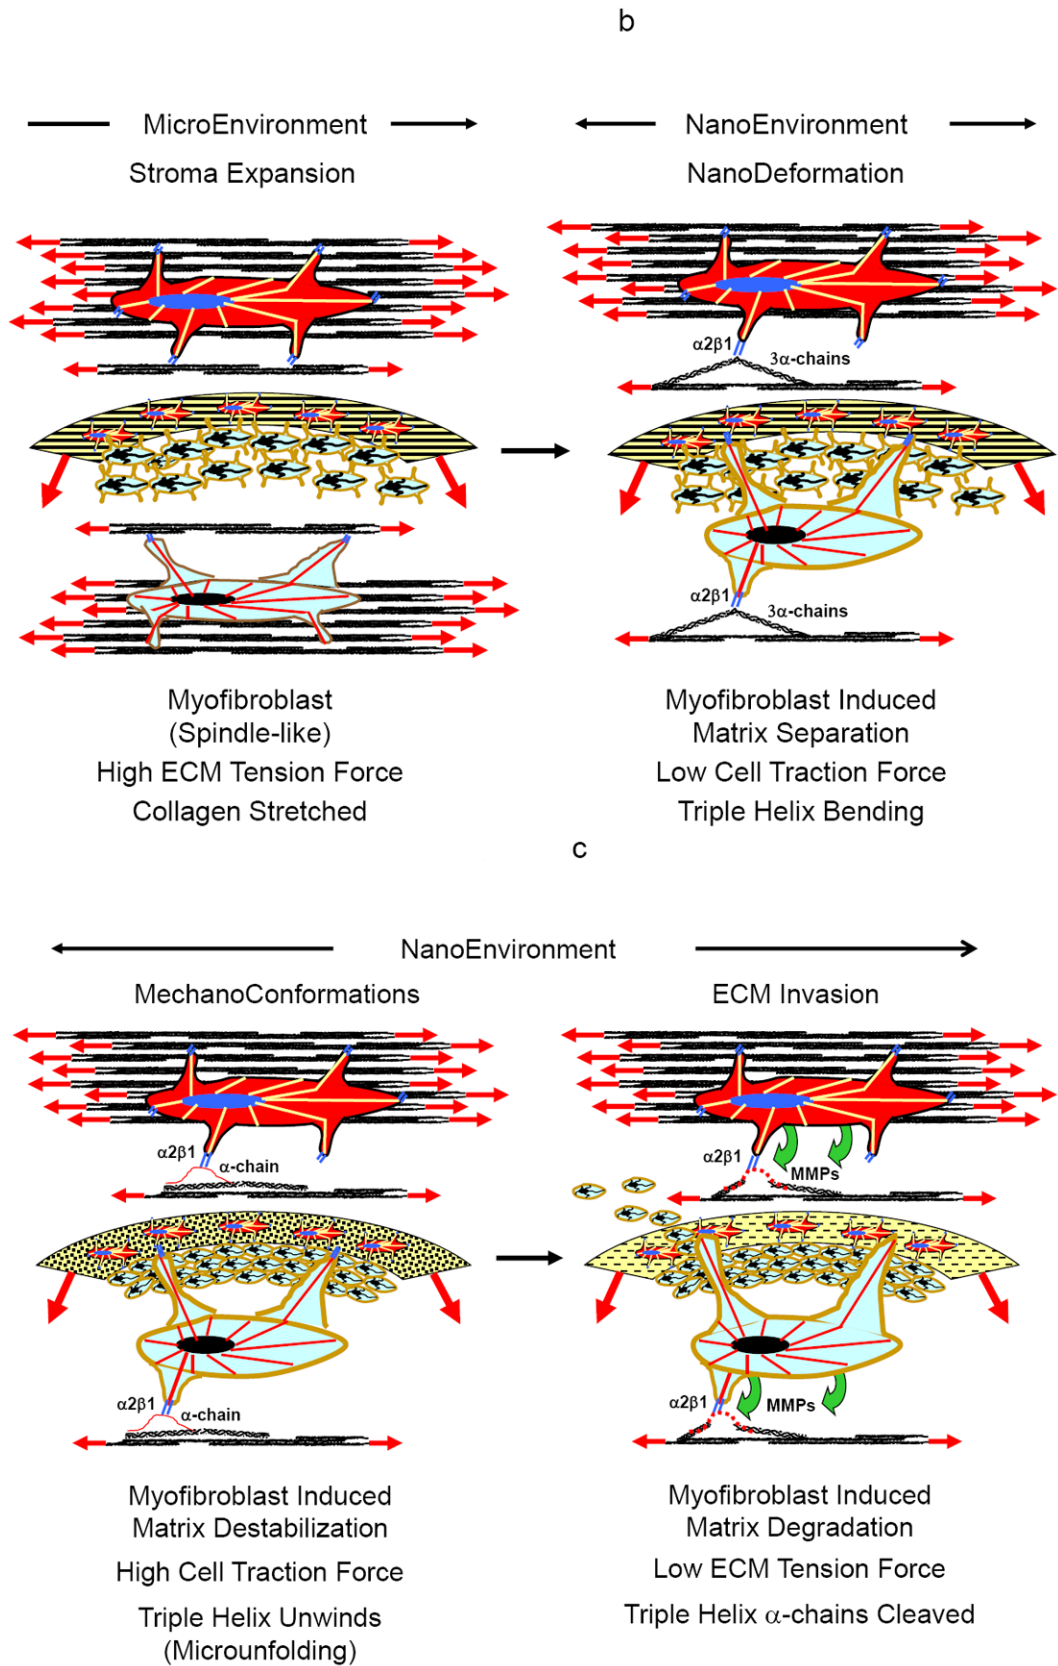 b
MicroEnvironment
NanoEnvironment
Stroma Expansion
NanoDeformation
α2β1
3α-chains
α2β1
3α-chains
Myofibroblast
(Spindle-like)
High ECM Tension Force
Collagen Stretched
Myofibroblast Induced
Matrix Separation
Low Cell Traction Force
Triple Helix Bending
c
NanoEnvironment
MechanoConformations
ECM Invasion
α2β1
α-chain
α2β1
MMPs
α2β1
α-chain
α2β1
MMPs
Myofibroblast Induced
Matrix Destabilization
High Cell Traction Force
Triple Helix Unwinds
(Microunfolding)
Myofibroblast Induced
Matrix Degradation
Low ECM Tension Force
Triple Helix α-chains Cleaved